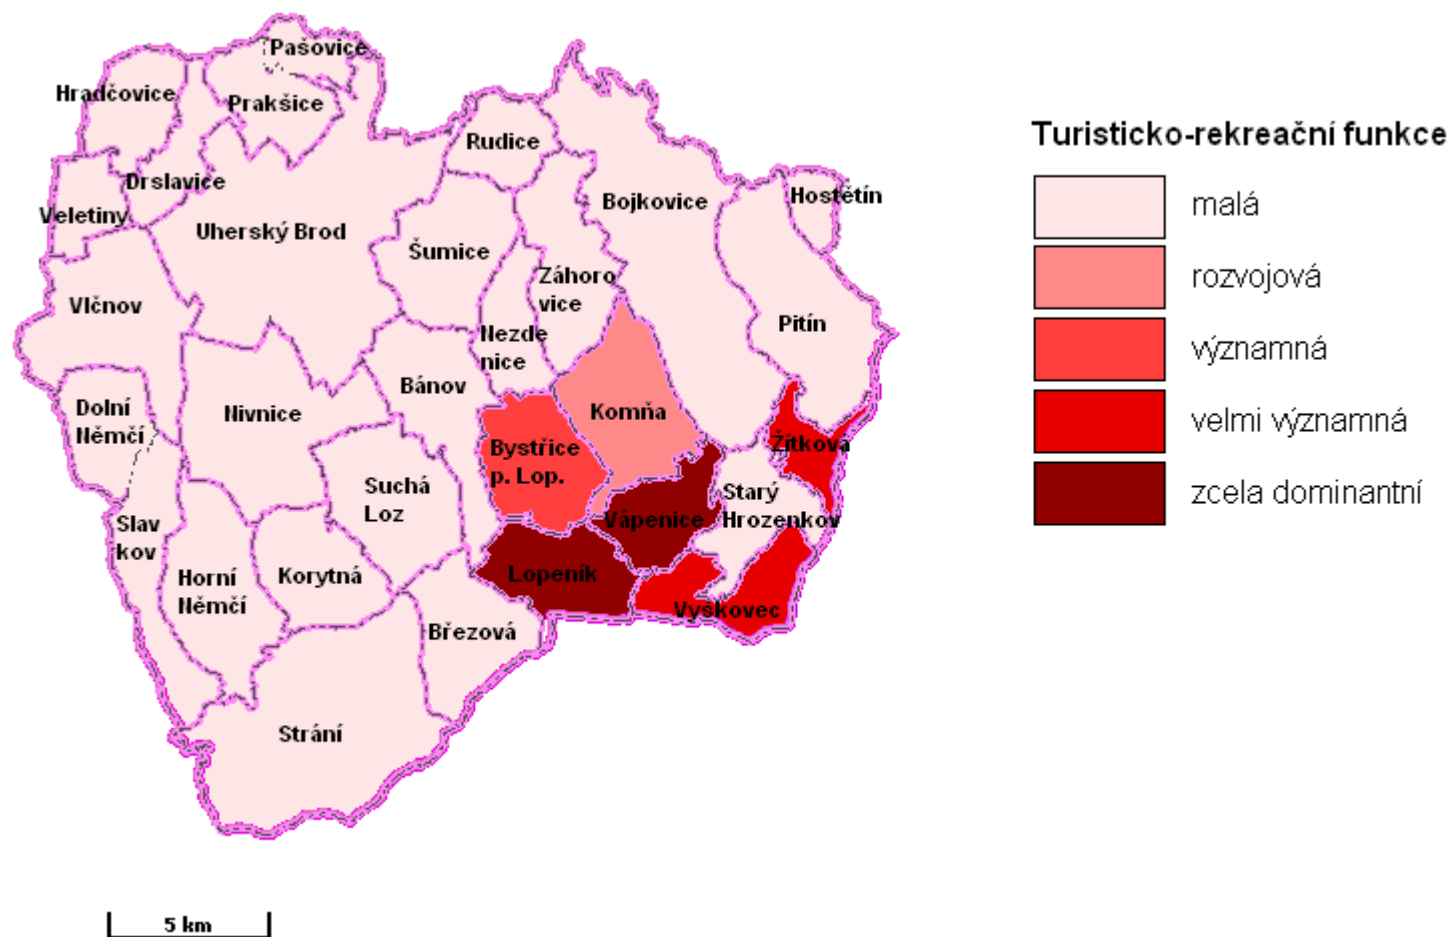 Pašovice
Hradčovice
Prakšice
Rudice
Drslavice
Hostětín
Veletiny
Bojkovice
Uherský Brod
Šumice
Záhoro
vice
Vlčnov
Pitín
Nezde
nice
Bánov
Dolní
Němčí
Nivnice
Komňa
Žítková
Bystřice
p. Lop.
Suchá
Loz
Starý
Hrozenkov
Slav
kov
Vápenice
Horní
Němčí
Korytná
Lopeník
Vyškovec
Březová
Strání
5 km
Turisticko-rekreační funkce
malá
rozvojová
významná
velmi významná
zcela dominantní